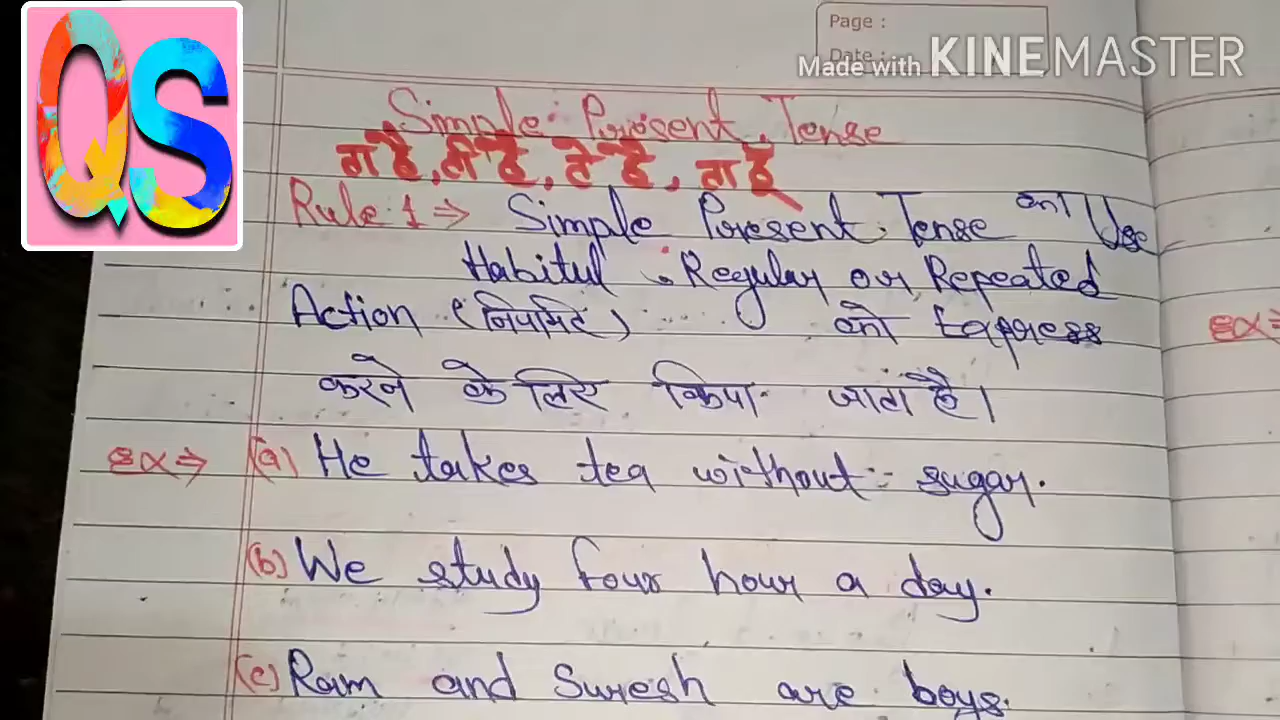 QS
Page :
Date :
Made with KINEMASTER
Simple Present Tense
ता है, ती है, ते है, ता हूँ
Rule 1 ⇒ Simple Present Tense का Use
Habitul . Regular or Repeated
Action (नियमित) को Express
करने के लिए किया जाता है।
Ex ⇒ (a) He takes tea without sugar.
(b) We study four hour a day.
(c) Ram and Suresh are boys.
Ex ⇒